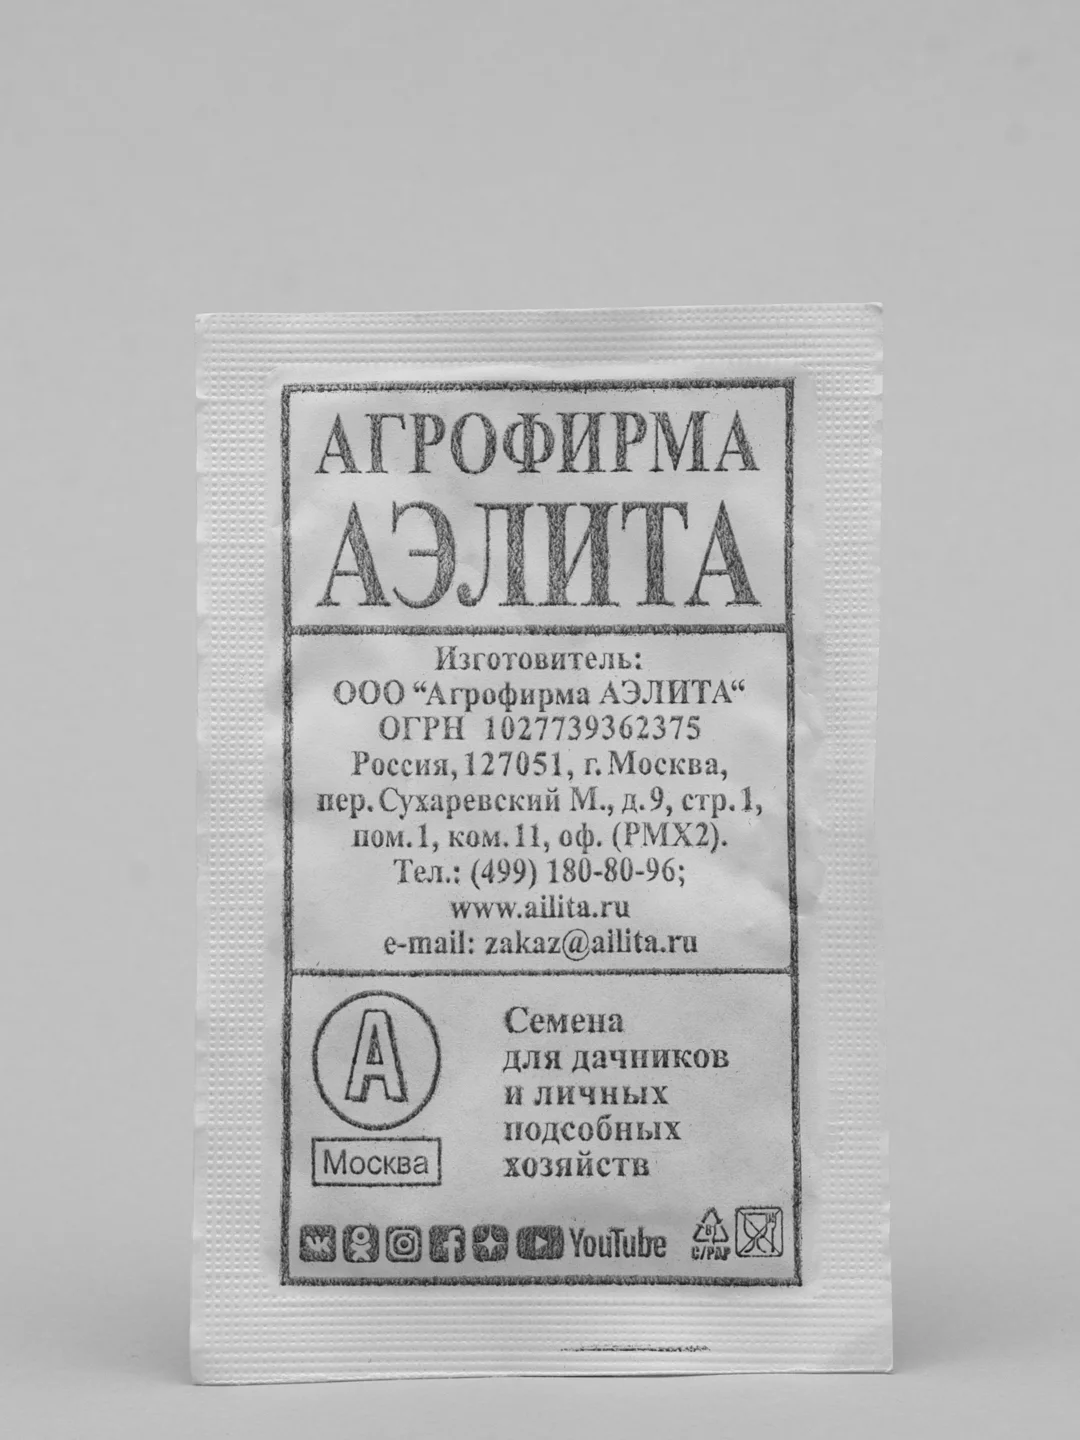 АГРОФИРМА
АЭЛИТА
Изготовитель:
ООО “Агрофирма АЭЛИТА“
ОГРН 1027739362375
Россия, 127051, г. Москва,
пер. Сухаревский М., д. 9, стр. 1,
пом. 1, ком. 11, оф. (РМХ2).
Тел.: (499) 180-80-96;
www.ailita.ru
e-mail: zakaz@ailita.ru
А
Москва
Семена
для дачников
и личных
подсобных
хозяйств
YouTube
81
C/PAP